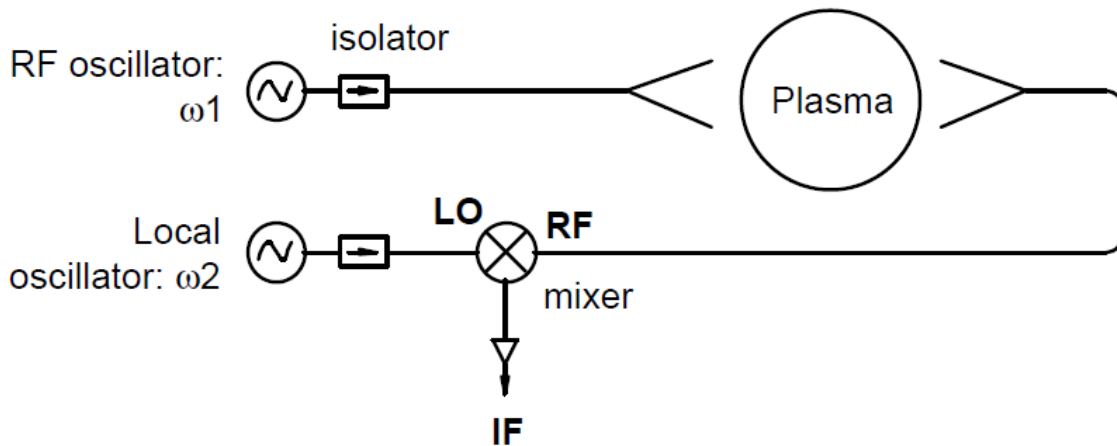 isolator
RF oscillator:
ω1
Plasma
LO
RF
Local
oscillator: ω2
mixer
IF